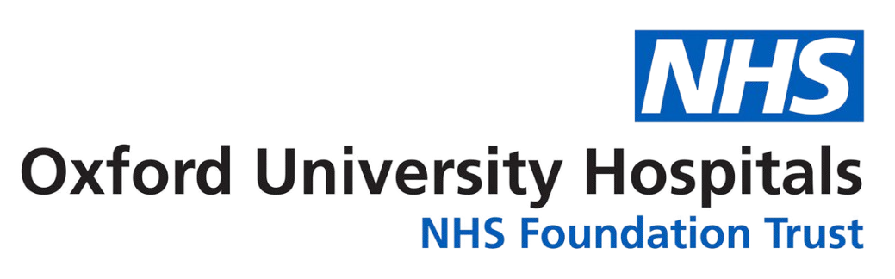 NHS
Oxford University Hospitals
NHS Foundation Trust